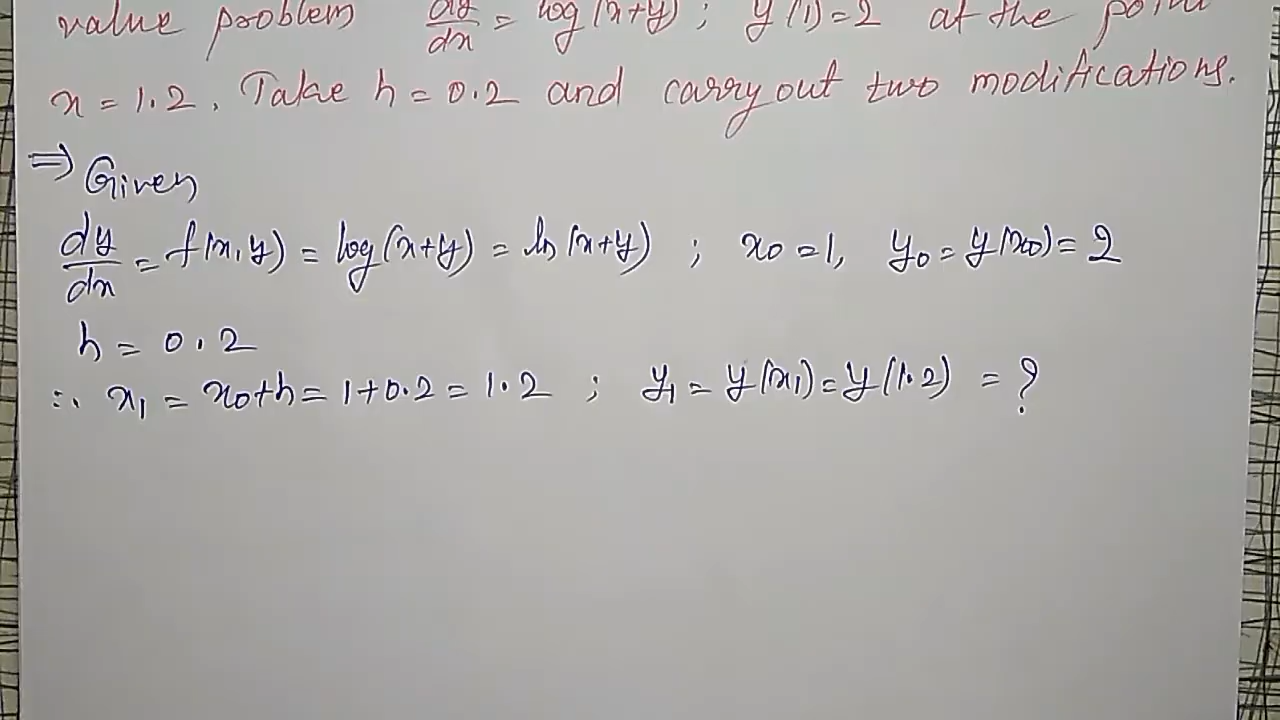 value problem dy/dx = log(x+y) ; y(1)=2 at the point
x = 1.2 . Take h = 0.2 and carryout two modifications.
⇒ Given
dy/dx = f(x,y) = log(x+y) = ln(x+y) ; x₀ = 1, y₀ = y(x₀) = 2
h = 0.2
∴ x₁ = x₀+h = 1+0.2 = 1.2 ; y₁ = y(x₁) = y(1.2) = ?